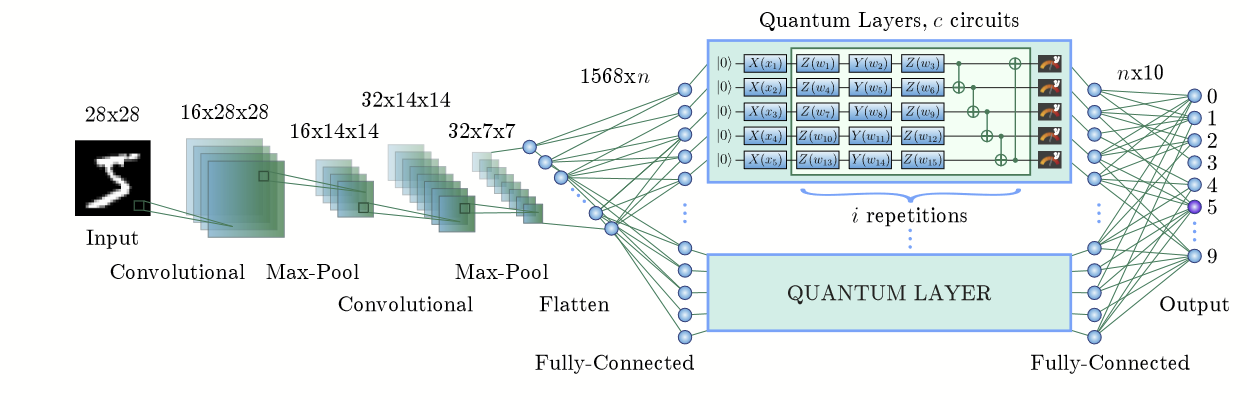 Quantum Layers, c circuits
28x28
16x28x28
16x14x14
32x14x14
32x7x7
1568xn
nx10
|0⟩ X(x₁) Z(w₁) Y(w₂) Z(w₃)
|0⟩ X(x₂) Z(w₄) Y(w₅) Z(w₆)
|0⟩ X(x₃) Z(w₇) Y(w₈) Z(w₉)
|0⟩ X(x₄) Z(w₁₀) Y(w₁₁) Z(w₁₂)
|0⟩ X(x₅) Z(w₁₃) Y(w₁₄) Z(w₁₅)
i repetitions
QUANTUM LAYER
0
1
2
3
4
5
9
Input
Convolutional
Max-Pool
Convolutional
Max-Pool
Flatten
Fully-Connected
Fully-Connected
Output